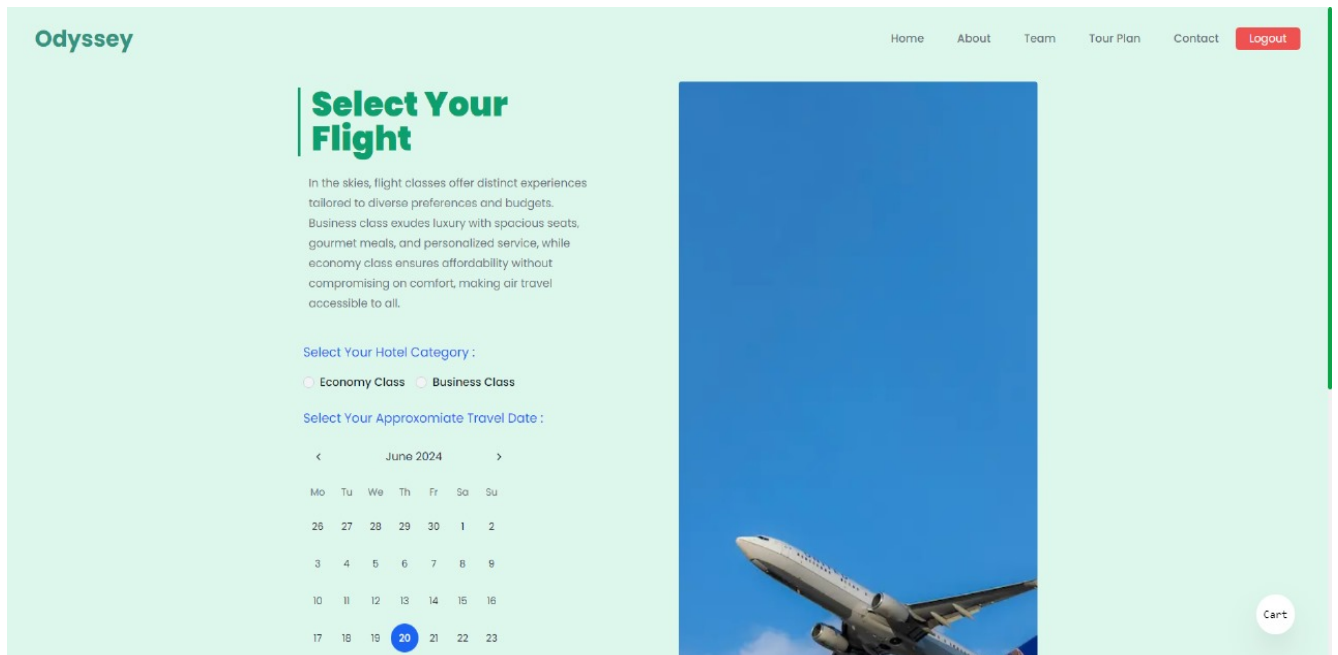 Odyssey
Home About Team Tour Plan Contact Logout
Select Your
Flight
In the skies, flight classes offer distinct experiences
tailored to diverse preferences and budgets.
Business class exudes luxury with spacious seats,
gourmet meals, and personalized service, while
economy class ensures affordability without
compromising on comfort, making air travel
accessible to all.
Select Your Hotel Category :
Economy Class Business Class
Select Your Approxomiate Travel Date :
< June 2024 >
Mo Tu We Th Fr Sa Su
26 27 28 29 30 1 2
3 4 5 6 7 8 9
10 11 12 13 14 15 16
17 18 19 20 21 22 23
Cart